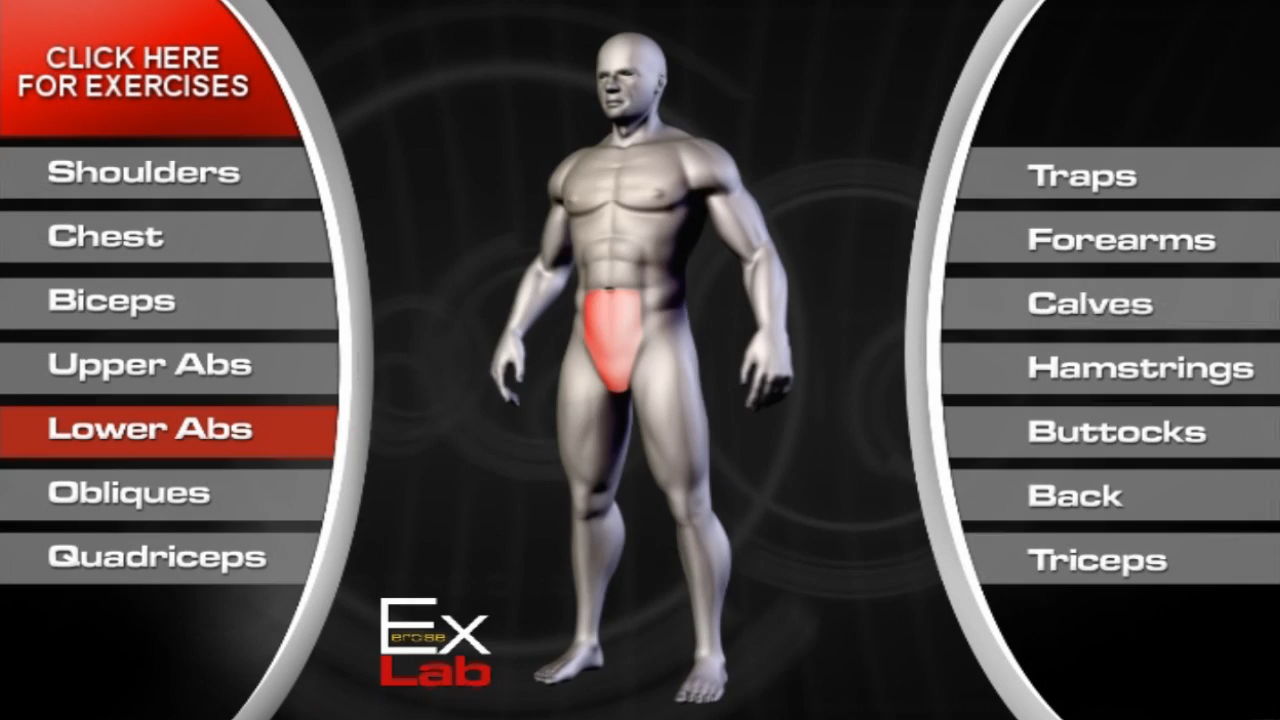 CLICK HERE
FOR EXERCISES
Shoulders
Chest
Biceps
Upper Abs
Lower Abs
Obliques
Quadriceps
Traps
Forearms
Calves
Hamstrings
Buttocks
Back
Triceps
Ex
ercise
Lab